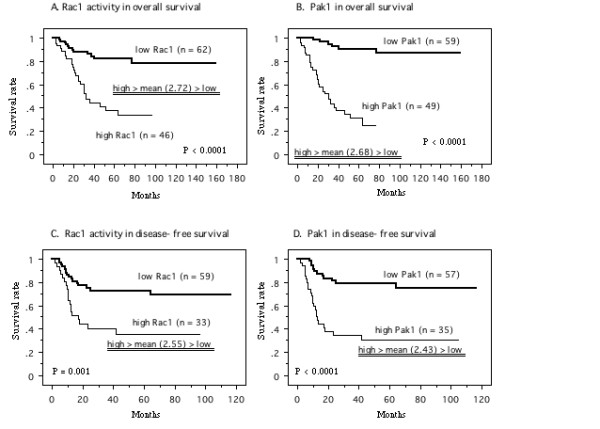 A. Rac1 activity in overall survival
Survival rate
1
.8
.6
.4
.2
0
low Rac1 (n = 62)
high > mean (2.72) > low
high Rac1 (n = 46)
P < 0.0001
0 20 40 60 80 100 120 140 160 180
Months
B. Pak1 in overall survival
Survival rate
1
.8
.6
.4
.2
0
low Pak1 (n = 59)
high Pak1 (n = 49)
P < 0.0001
high > mean (2.68) > low
0 20 40 60 80 100 120 140 160 180
Months
C. Rac1 activity in disease- free survival
Survival rate
1
.8
.6
.4
.2
0
low Rac1 (n = 59)
high Rac1 (n = 33)
high > mean (2.55) > low
P = 0.001
0 20 40 60 80 100 120
Months
D. Pak1 in disease- free survival
Survival rate
1
.8
.6
.4
.2
0
low Pak1 (n = 57)
high Pak1 (n = 35)
high > mean (2.43) > low
P < 0.0001
0 20 40 60 80 100 120
Months